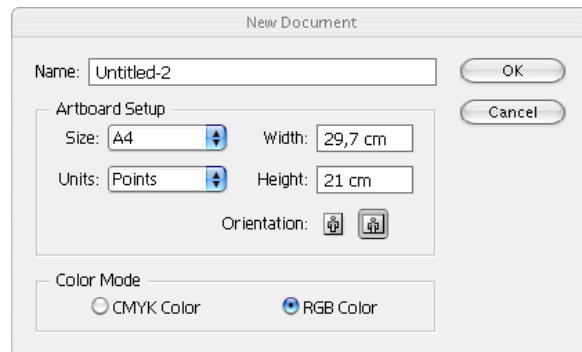 New Document
Name: Untitled-2
OK
Artboard Setup
Cancel
Size: A4 Width: 29,7 cm
Units: Points Height: 21 cm
Orientation:
Color Mode
CMYK Color RGB Color